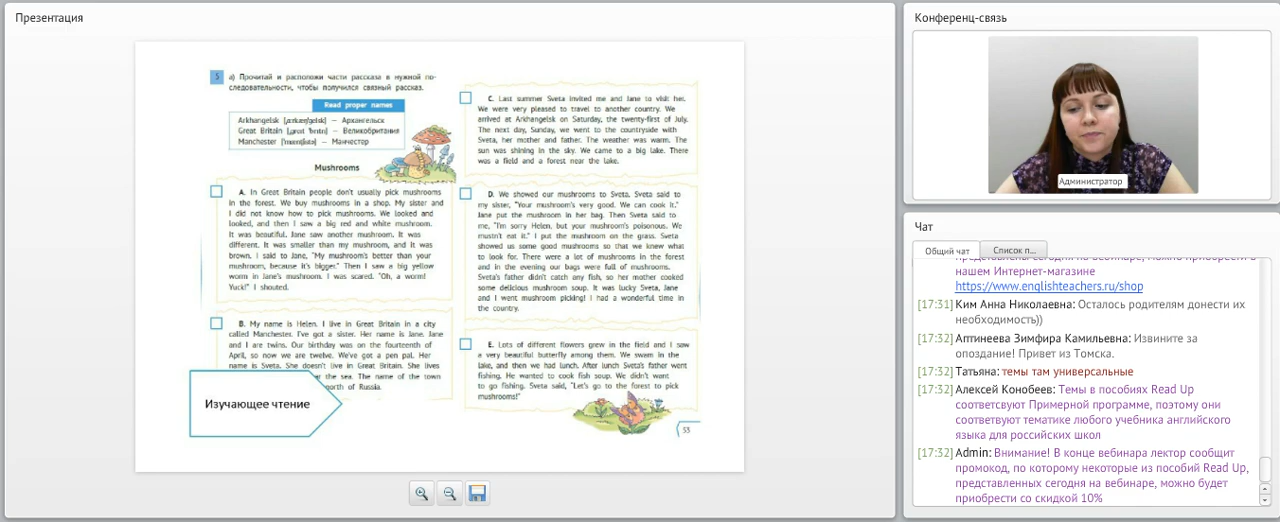 Презентация
5 а) Прочитай и расположи части рассказа в нужной по-
следовательности, чтобы получился связный рассказ.
Read proper names
Arkhangelsk — Архангельск
Great Britain — Великобритания
Manchester — Манчестер
Mushrooms
A. In Great Britain people don't usually pick mushrooms
in the forest. We buy mushrooms in a shop. My sister and
I did not know how to pick mushrooms. We looked and
looked, and then I saw a big red and white mushroom.
It was beautiful. Jane saw another mushroom. It was
different. It was smaller than my mushroom, and it was
brown. I said to Jane, "My mushroom's better than your
mushroom, because it's bigger." Then I saw a big yellow
worm in Jane's mushroom. I was scared. "Oh, a worm!
Yuck!" I shouted.
B. My name is Helen. I live in Great Britain in a city
called Manchester. I've got a sister. Her name is Jane. Jane
and I are twins. Our birthday was on the fourteenth of
April, so now we are twelve. We've got a pen pal. Her
name is Sveta. She doesn't live in Great Britain. She lives
the sea. The name of the town
north of Russia.
Изучающее чтение
C. Last summer Sveta invited me and Jane to visit her.
We were very pleased to travel to another country. We
arrived at Arkhangelsk on Saturday, the twenty-first of July.
The next day, Sunday, we went to the countryside with
Sveta, her mother and father. The weather was warm. The
sun was shining in the sky. We came to a big lake. There
was a field and a forest near the lake.
D. We showed our mushrooms to Sveta. Sveta said to
my sister, "Your mushroom's very good. We can cook it."
Jane put the mushroom in her bag. Then Sveta said to
me, "I'm sorry Helen, but your mushroom's poisonous. We
mustn't eat it." I put the mushroom on the grass. Sveta
showed us some good mushrooms so that we knew what
to look for. There were a lot of mushrooms in the forest
and in the evening our bags were full of mushrooms.
Sveta's father didn't catch any fish, so her mother cooked
some delicious mushroom soup. It was lucky Sveta, Jane
and I went mushroom picking! I had a wonderful time in
the country.
E. Lots of different flowers grew in the field and I saw
a very beautiful butterfly among them. We swam in the
lake, and then we had lunch. After lunch Sveta's father went
fishing. He wanted to cook fish soup. We didn't want
to go fishing. Sveta said, "Let's go to the forest to pick
mushrooms!"
53
Конференц-связь
Администратор
Чат
Общий чат
Список п...
нашем Интернет-магазине
https://www.englishteachers.ru/shop
[17:31] Ким Анна Николаевна: Осталось родителям донести их
необходимость))
[17:32] Аптинеева Зимфира Камильевна: Извините за
опоздание! Привет из Томска.
[17:32] Татьяна: темы там универсальные
[17:32] Алексей Конобеев: Темы в пособиях Read Up
соответсвуют Примерной программе, поэтому они
соответвуют тематике любого учебника английского
языка для российских школ
[17:32] Admin: Внимание! В конце вебинара лектор сообщит
промокод, по которому некоторые из пособий Read Up,
представленных сегодня на вебинаре, можно будет
приобрести со скидкой 10%